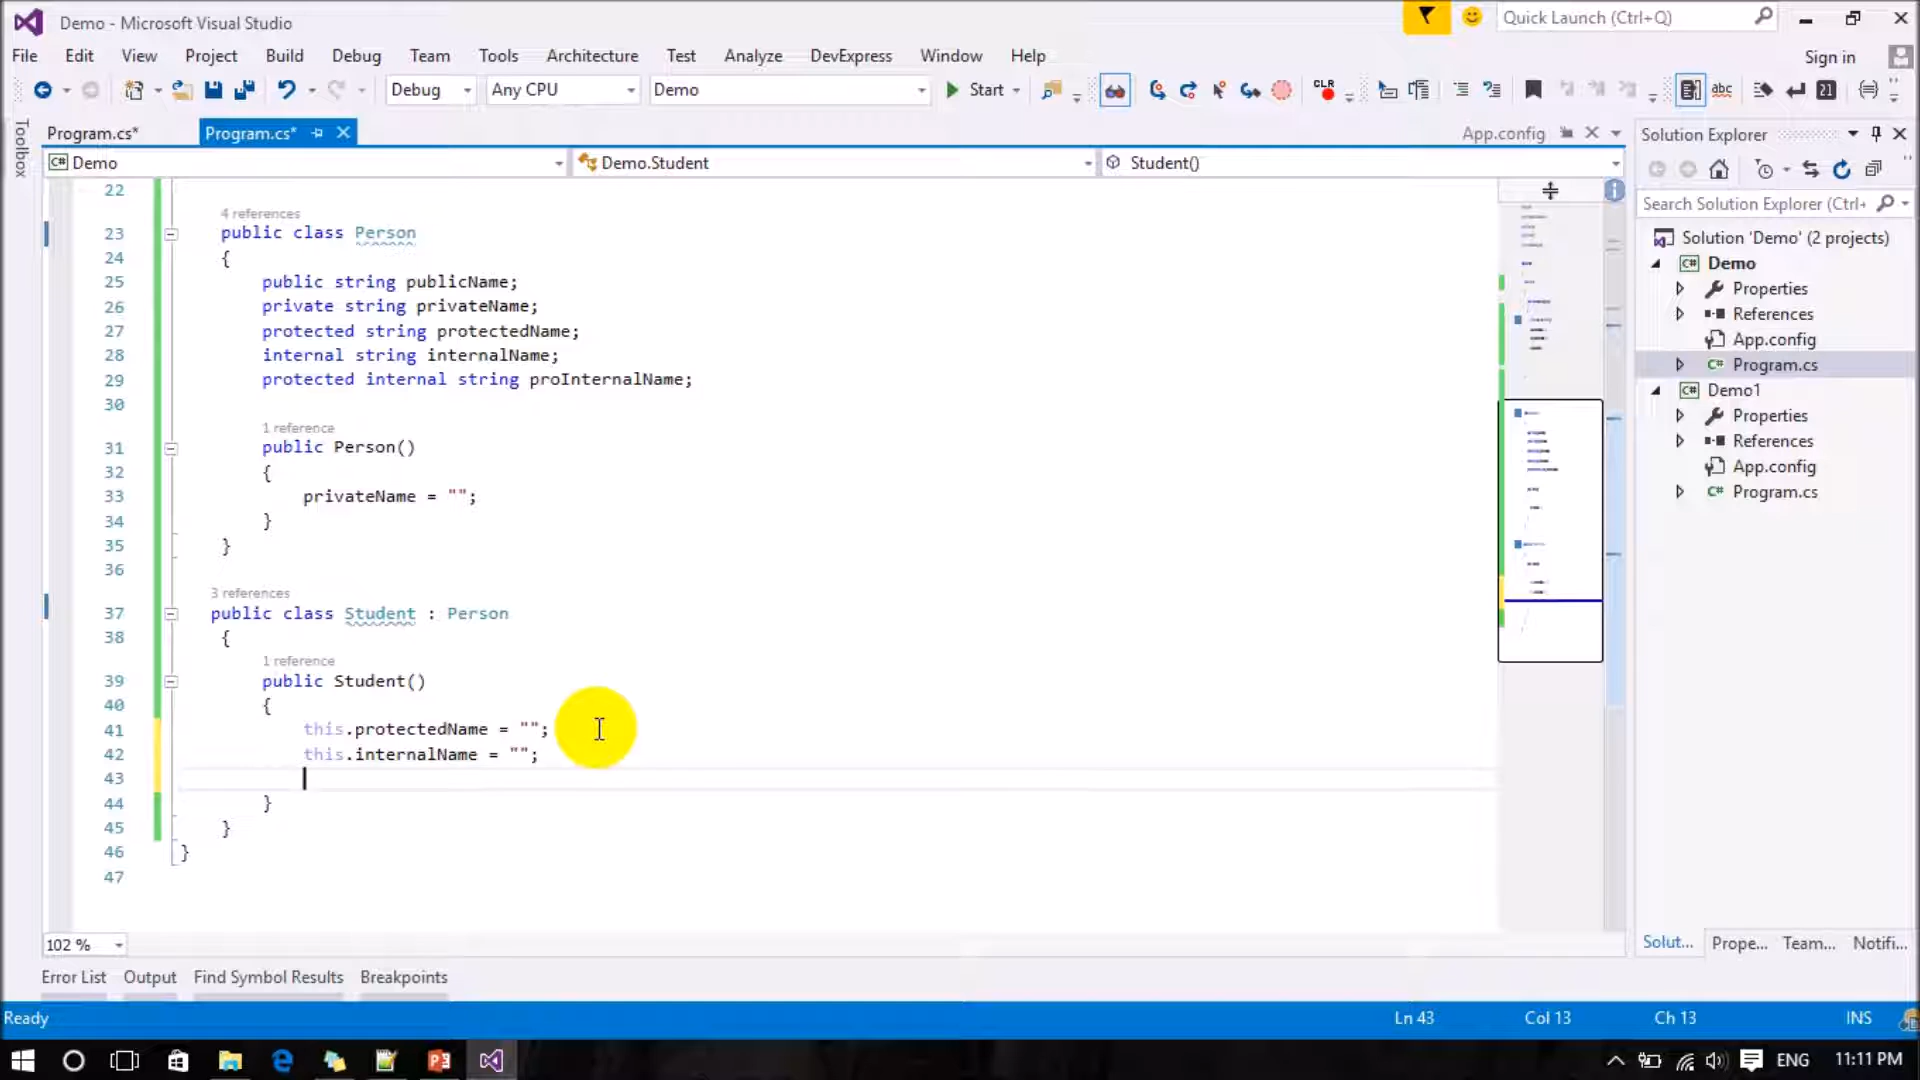 Demo - Microsoft Visual Studio
Quick Launch (Ctrl+Q)
File Edit View Project Build Debug Team Tools Architecture Test Analyze DevExpress Window Help
Sign in
Debug Any CPU Demo Start CLR abc 21
Toolbox
Program.cs* Program.cs* App.config
C# Demo Demo.Student Student()
22
4 references
23 public class Person
24 {
25 public string publicName;
26 private string privateName;
27 protected string protectedName;
28 internal string internalName;
29 protected internal string proInternalName;
30
1 reference
31 public Person()
32 {
33 privateName = "";
34 }
35 }
36
3 references
37 public class Student : Person
38 {
1 reference
39 public Student()
40 {
41 this.protectedName = "";
42 this.internalName = "";
43
44 }
45 }
46 }
47
102 %
Error List Output Find Symbol Results Breakpoints
Solution Explorer
Search Solution Explorer (Ctrl+
Solution 'Demo' (2 projects)
C# Demo
Properties
References
App.config
C# Program.cs
C# Demo1
Properties
References
App.config
C# Program.cs
Solut... Prope... Team... Notifi...
Ready Ln 43 Col 13 Ch 13 INS
ENG 11:11 PM